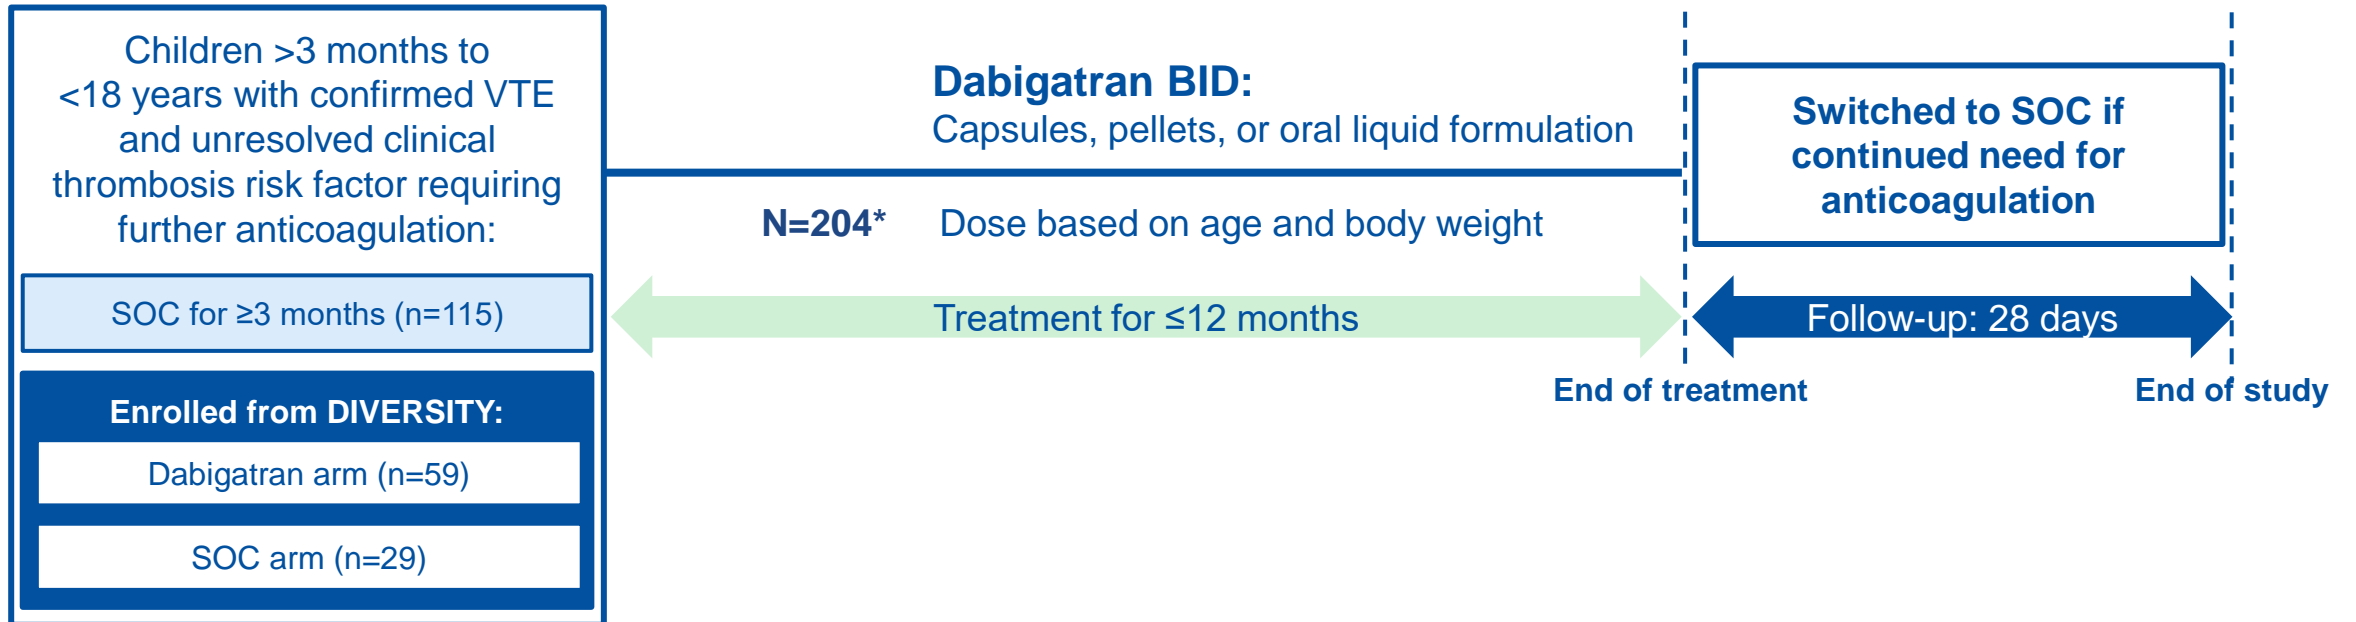 Children >3 months to
<18 years with confirmed VTE
and unresolved clinical
thrombosis risk factor requiring
further anticoagulation:
SOC for ≥3 months (n=115)
Enrolled from DIVERSITY:
Dabigatran arm (n=59)
SOC arm (n=29)
Dabigatran BID:
Capsules, pellets, or oral liquid formulation
N=204* Dose based on age and body weight
Treatment for ≤12 months
End of treatment
Switched to SOC if
continued need for
anticoagulation
Follow-up: 28 days
End of study